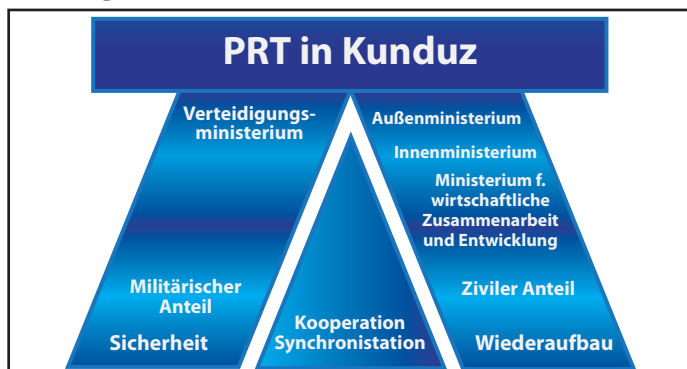 PRT in Kunduz
Verteidigungs-
ministerium
Militärischer
Anteil
Sicherheit
Kooperation
Synchronistation
Außenministerium
Innenministerium
Ministerium f.
wirtschaftliche
Zusammenarbeit
und Entwicklung
Ziviler Anteil
Wiederaufbau